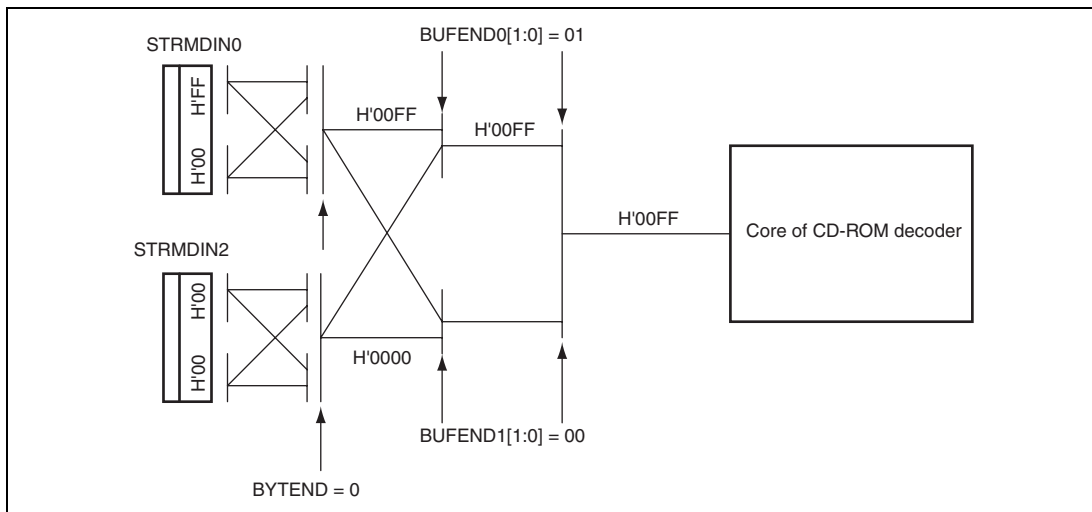 BUFEND0[1:0] = 01
STRMDIN0
H'FF
H'00
H'00FF
H'00FF
H'00FF
Core of CD-ROM decoder
STRMDIN2
H'00
H'00
H'0000
BUFEND1[1:0] = 00
BYTEND = 0